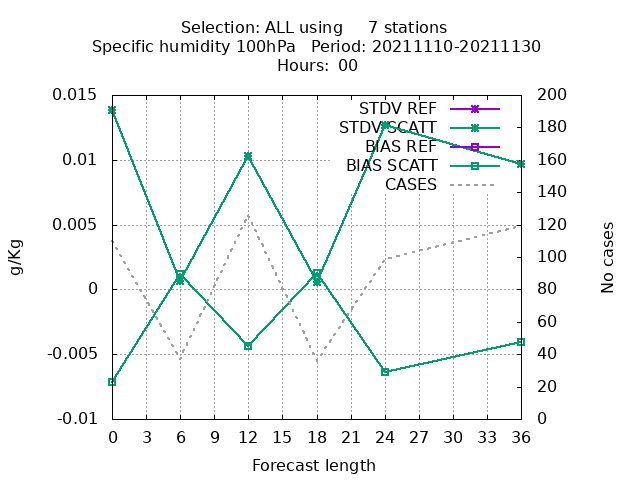 Selection: ALL using     7 stations
Specific humidity 100hPa   Period: 20211110-20211130
Hours: 00
0.015
0.01
0.005
0
-0.005
-0.01
g/Kg
STDV REF
STDV SCATT
BIAS REF
BIAS SCATT
CASES
200
180
160
140
120
100
80
60
40
20
0
No cases
0 3 6 9 12 15 18 21 24 27 30 33 36
Forecast length